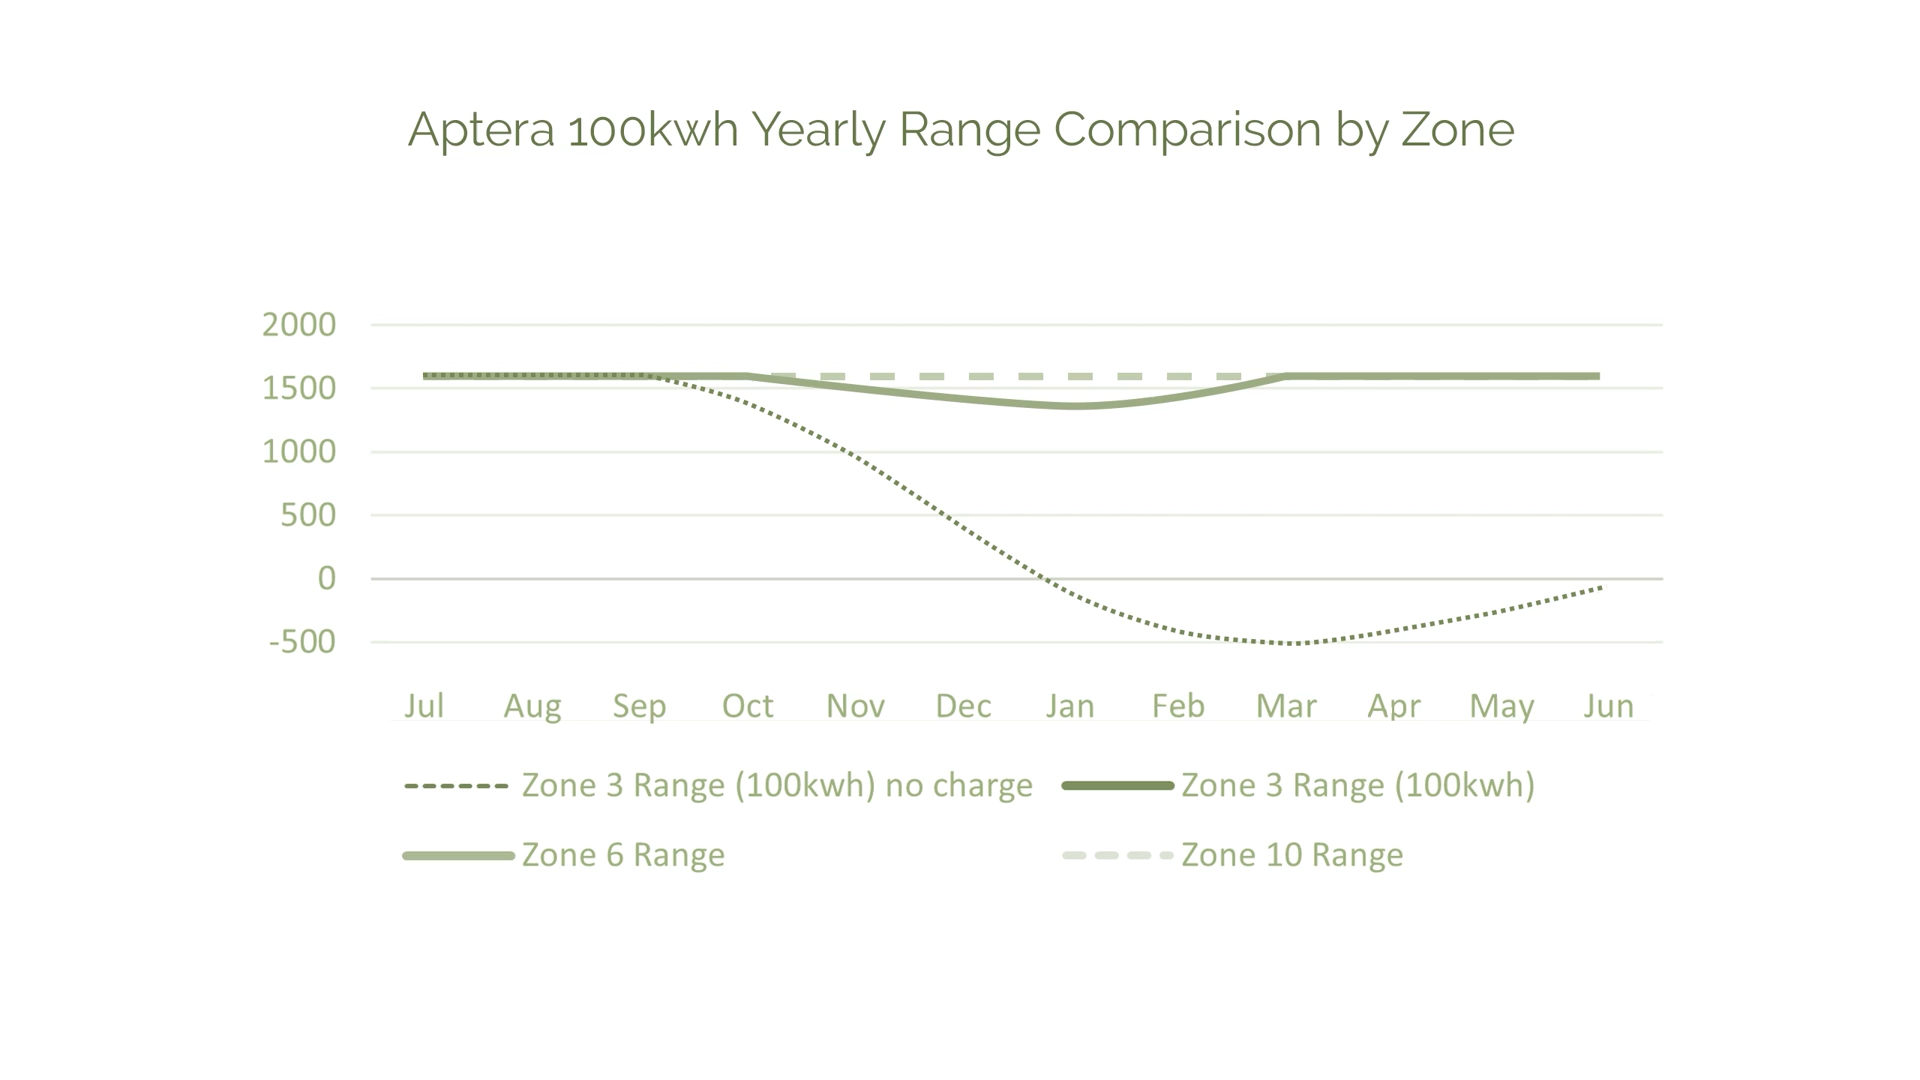 Aptera 100kwh Yearly Range Comparison by Zone
2000
1500
1000
500
0
-500
Jul Aug Sep Oct Nov Dec Jan Feb Mar Apr May Jun
Zone 3 Range (100kwh) no charge Zone 3 Range (100kwh)
Zone 6 Range Zone 10 Range